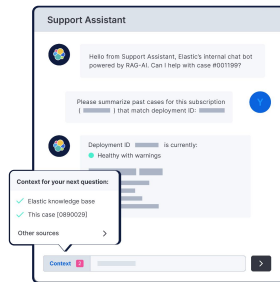 Support Assistant
Hello from Support Assistant, Elastic's internal chat bot
powered by RAG-AI. Can I help with case #001199?
Please summarize past cases for this subscription
( ) that match deployment ID:
Y
Deployment ID is currently:
Healthy with warnings
Context for your next question:
Elastic knowledge base
This case [0890029]
Other sources
Context 2